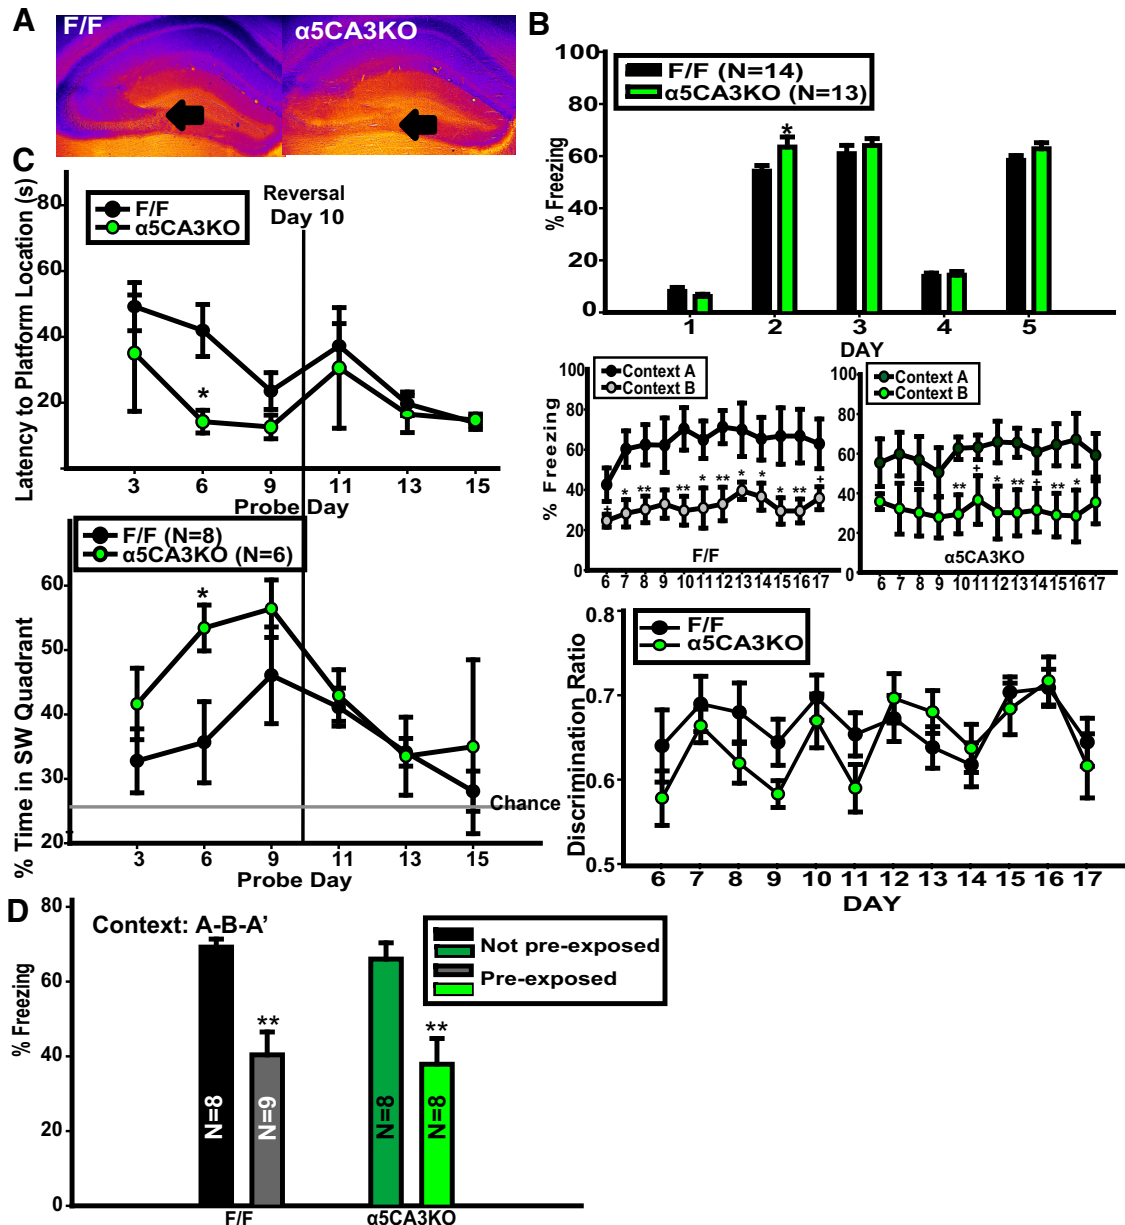 A
F/F
α5CA3KO
B
100
80
60
40
20
0
% Freezing
F/F (N=14)
α5CA3KO (N=13)
*
1 2 3 4 5
DAY
C
80
60
40
20
Latency to Platform Location (s)
F/F
α5CA3KO
Reversal
Day 10
*
3 6 9 11 13 15
Probe Day
60
50
40
30
20
% Time in SW Quadrant
F/F (N=8)
α5CA3KO (N=6)
*
Chance
3 6 9 11 13 15
Probe Day
100
80
60
40
20
0
% Freezing
Context A
Context B
+ * ** ** * ** * * * ** +
F/F
6 7 8 9 10 11 12 13 14 15 16 17
100
80
60
40
20
0
Context A
Context B
** + * ** + ** *
α5CA3KO
6 7 8 9 10 11 12 13 14 15 16 17
0.8
0.7
0.6
0.5
Discrimination Ratio
F/F
α5CA3KO
6 7 8 9 10 11 12 13 14 15 16 17
DAY
D
80
60
40
20
0
% Freezing
Context: A-B-A’
Not pre-exposed
Pre-exposed
** **
N=8 N=9 N=8 N=8
F/F α5CA3KO